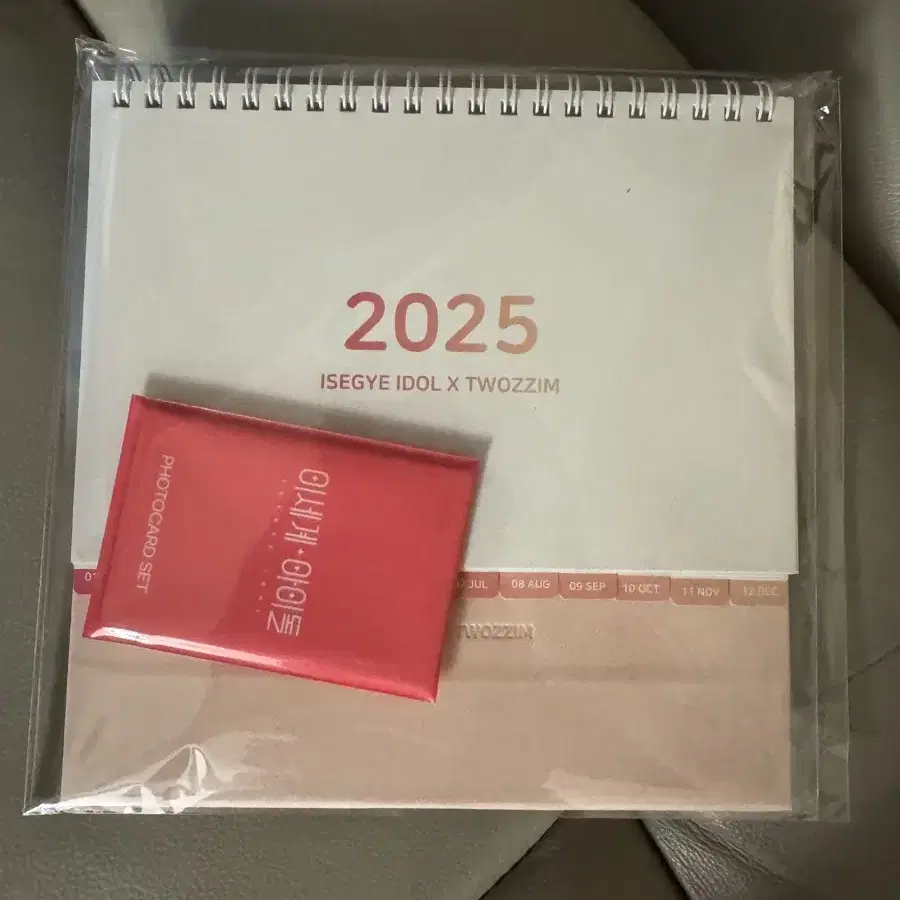 2025
ISEGYE IDOL X TWOZZIM
이세계·아이돌
PHOTOCARD SET
JUL 08 AUG 09 SEP 10 OCT 11 NOV 12 DEC
TWOZZIM